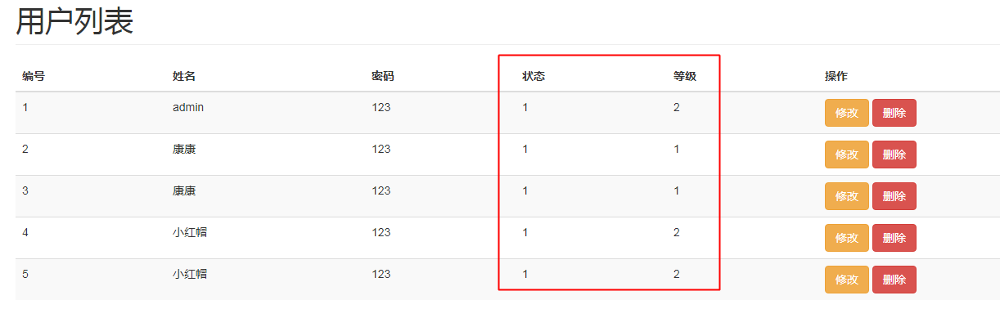 用户列表
编号 姓名 密码 状态 等级 操作
1 admin 123 1 2 修改 删除
2 康康 123 1 1 修改 删除
3 康康 123 1 1 修改 删除
4 小红帽 123 1 2 修改 删除
5 小红帽 123 1 2 修改 删除